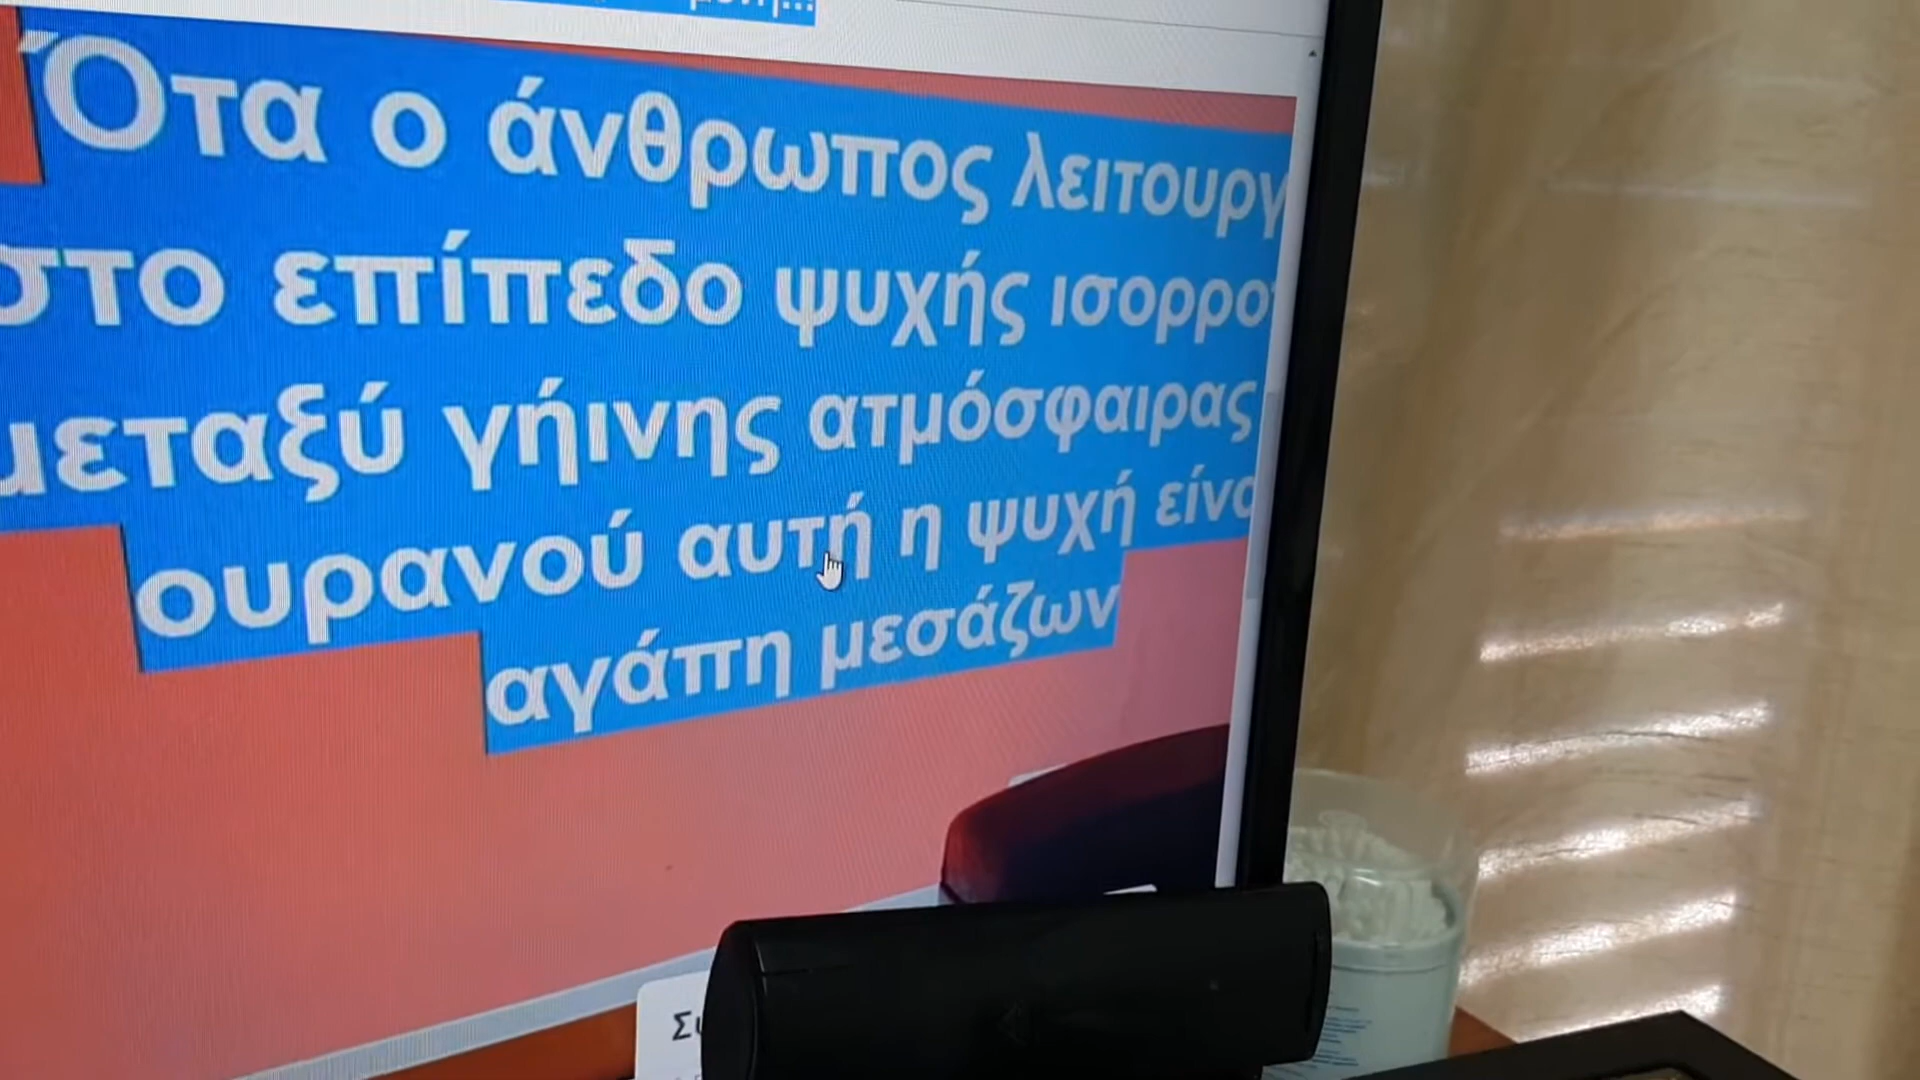 Ότα ο άνθρωπος λειτουργ
στο επίπεδο ψυχής ισορρο
μεταξύ γήινης ατμόσφαιρας
ουρανού αυτή η ψυχή είνα
αγάπη μεσάζων